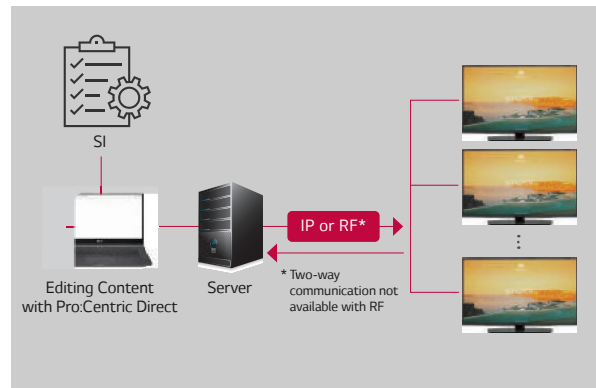 SI
IP or RF*
Editing Content
with Pro:Centric Direct
Server
* Two-way
communication not
available with RF